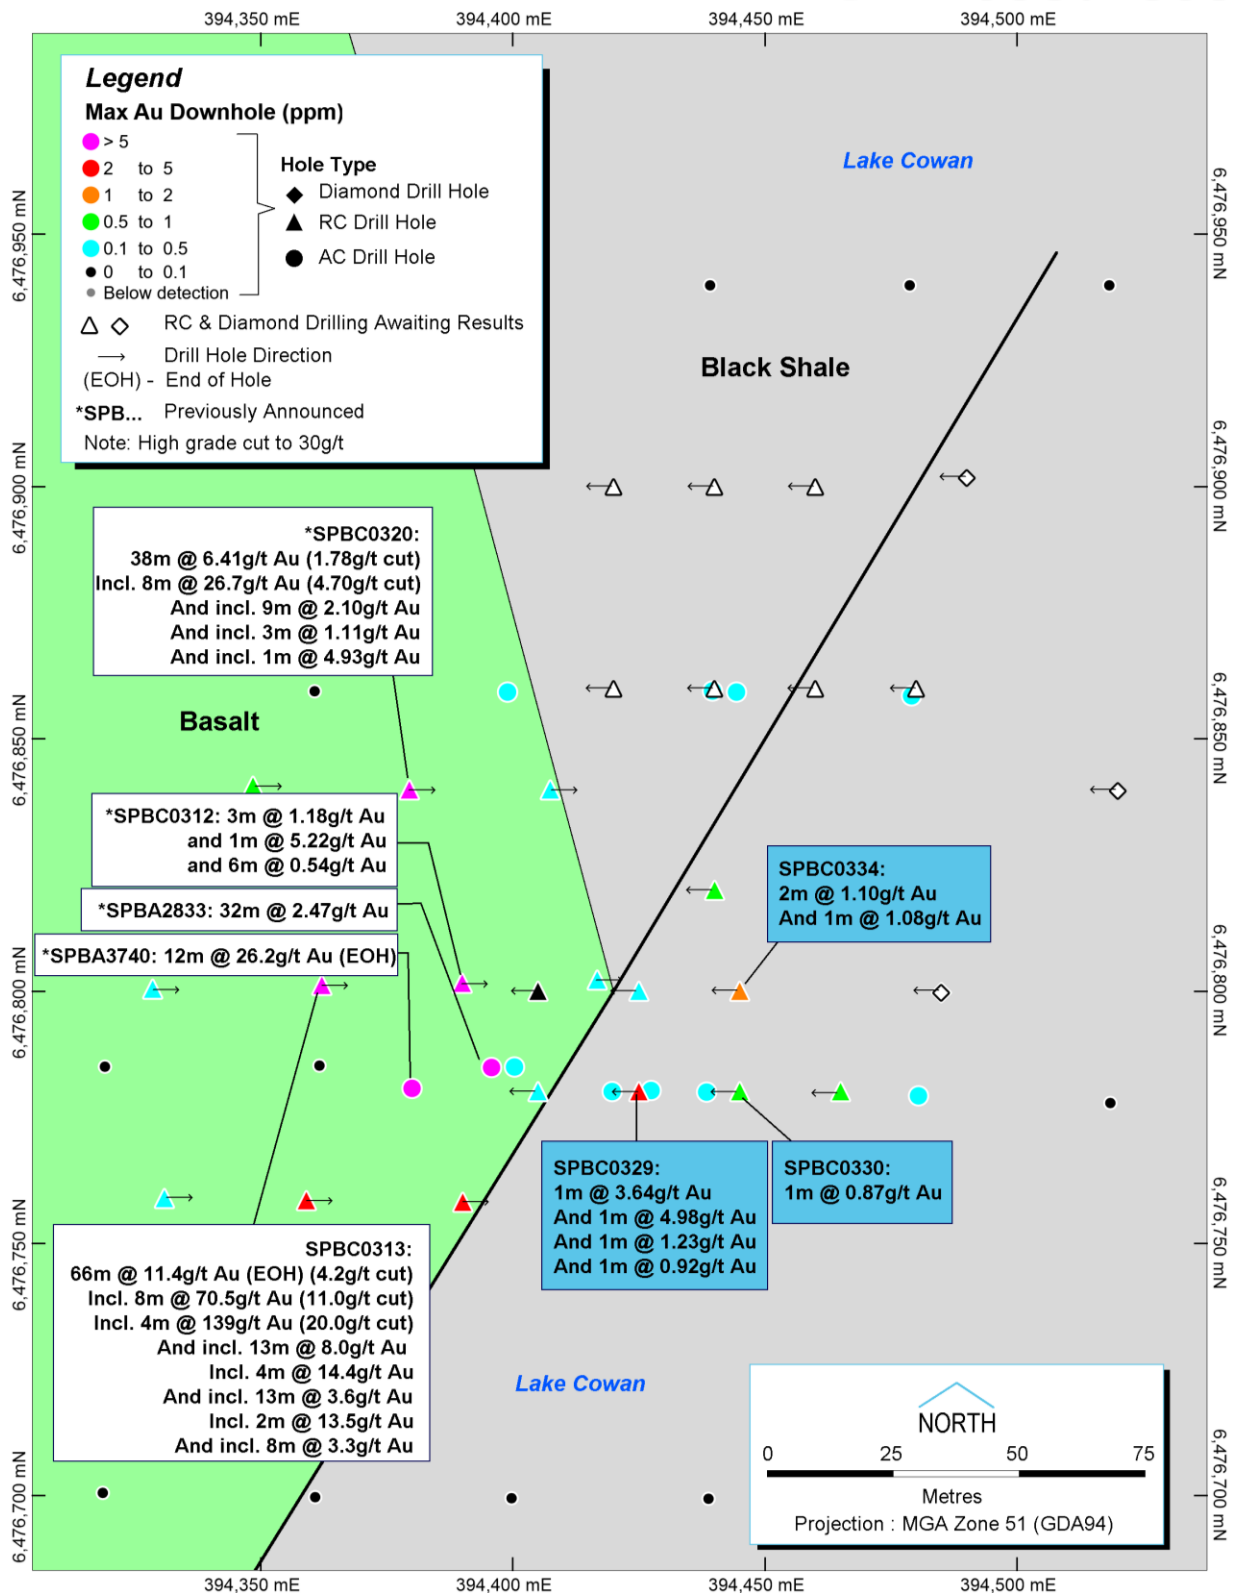 394,350 mE
394,400 mE
394,450 mE
394,500 mE
Legend
Max Au Downhole (ppm)
> 5
2 to 5
1 to 2
0.5 to 1
0.1 to 0.5
0 to 0.1
Below detection
Hole Type
Diamond Drill Hole
RC Drill Hole
AC Drill Hole
RC & Diamond Drilling Awaiting Results
Drill Hole Direction
(EOH) - End of Hole
*SPB... Previously Announced
Note: High grade cut to 30g/t
Lake Cowan
6,476,950 mN
6,476,950 mN
Black Shale
6,476,900 mN
6,476,900 mN
*SPBC0320:
38m @ 6.41g/t Au (1.78g/t cut)
Incl. 8m @ 26.7g/t Au (4.70g/t cut)
And incl. 9m @ 2.10g/t Au
And incl. 3m @ 1.11g/t Au
And incl. 1m @ 4.93g/t Au
Basalt
6,476,850 mN
6,476,850 mN
*SPBC0312: 3m @ 1.18g/t Au
and 1m @ 5.22g/t Au
and 6m @ 0.54g/t Au
*SPBA2833: 32m @ 2.47g/t Au
*SPBA3740: 12m @ 26.2g/t Au (EOH)
SPBC0334:
2m @ 1.10g/t Au
And 1m @ 1.08g/t Au
6,476,800 mN
6,476,800 mN
SPBC0329:
1m @ 3.64g/t Au
And 1m @ 4.98g/t Au
And 1m @ 1.23g/t Au
And 1m @ 0.92g/t Au
SPBC0330:
1m @ 0.87g/t Au
6,476,750 mN
6,476,750 mN
SPBC0313:
66m @ 11.4g/t Au (EOH) (4.2g/t cut)
Incl. 8m @ 70.5g/t Au (11.0g/t cut)
Incl. 4m @ 139g/t Au (20.0g/t cut)
And incl. 13m @ 8.0g/t Au
Incl. 4m @ 14.4g/t Au
And incl. 13m @ 3.6g/t Au
Incl. 2m @ 13.5g/t Au
And incl. 8m @ 3.3g/t Au
Lake Cowan
NORTH
0 25 50 75
Metres
Projection : MGA Zone 51 (GDA94)
6,476,700 mN
6,476,700 mN
394,350 mE
394,400 mE
394,450 mE
394,500 mE